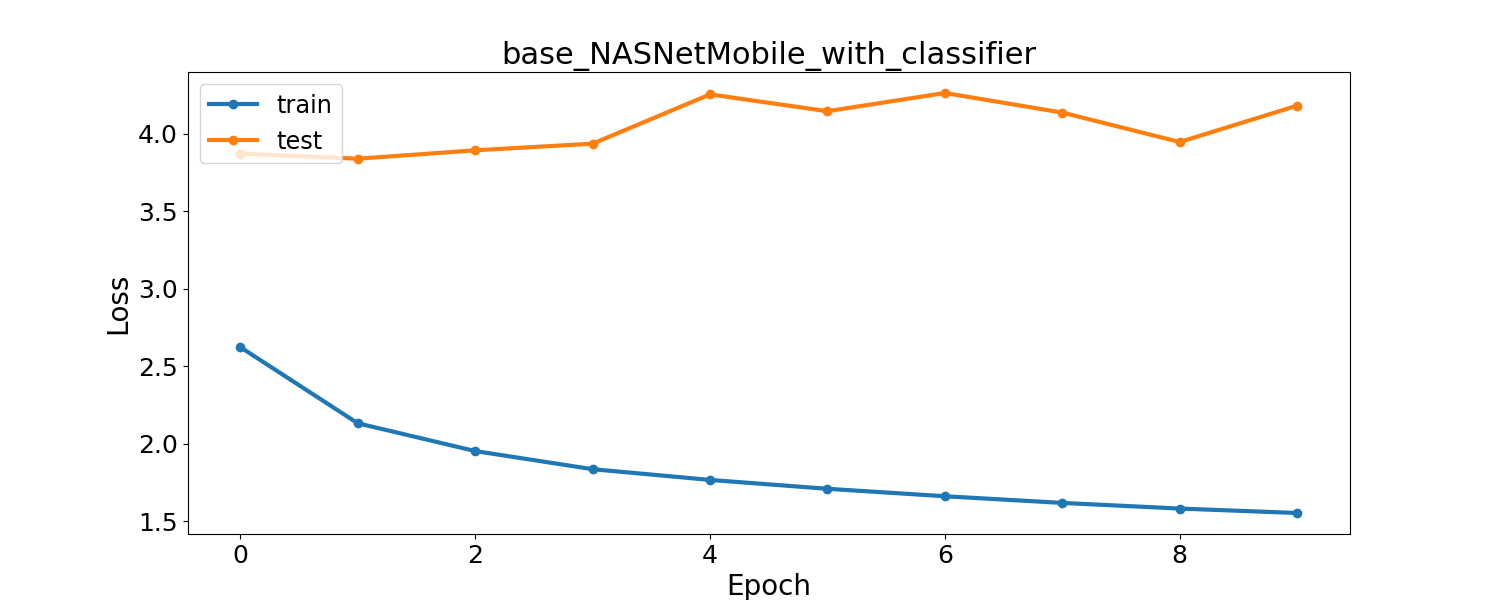 base_NASNetMobile_with_classifier
train
test
4.0
3.5
3.0
2.5
2.0
1.5
Loss
0 2 4 6 8
Epoch